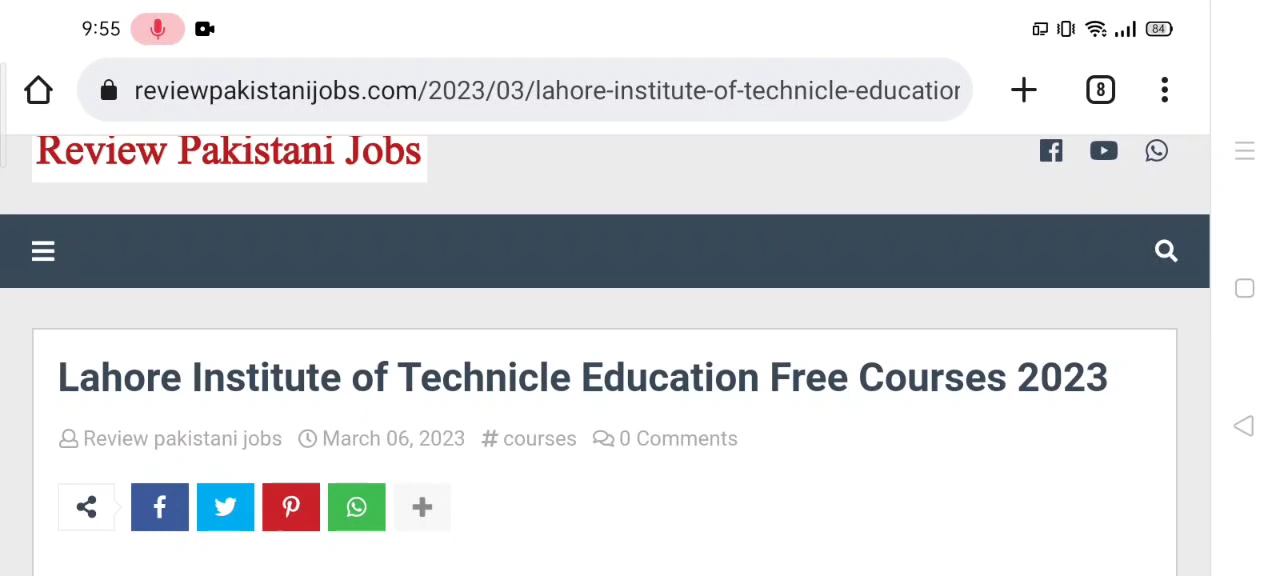 9:55
84
reviewpakistanijobs.com/2023/03/lahore-institute-of-technicle-education
8
Review Pakistani Jobs
Lahore Institute of Technicle Education Free Courses 2023
Review pakistani jobs March 06, 2023 # courses 0 Comments